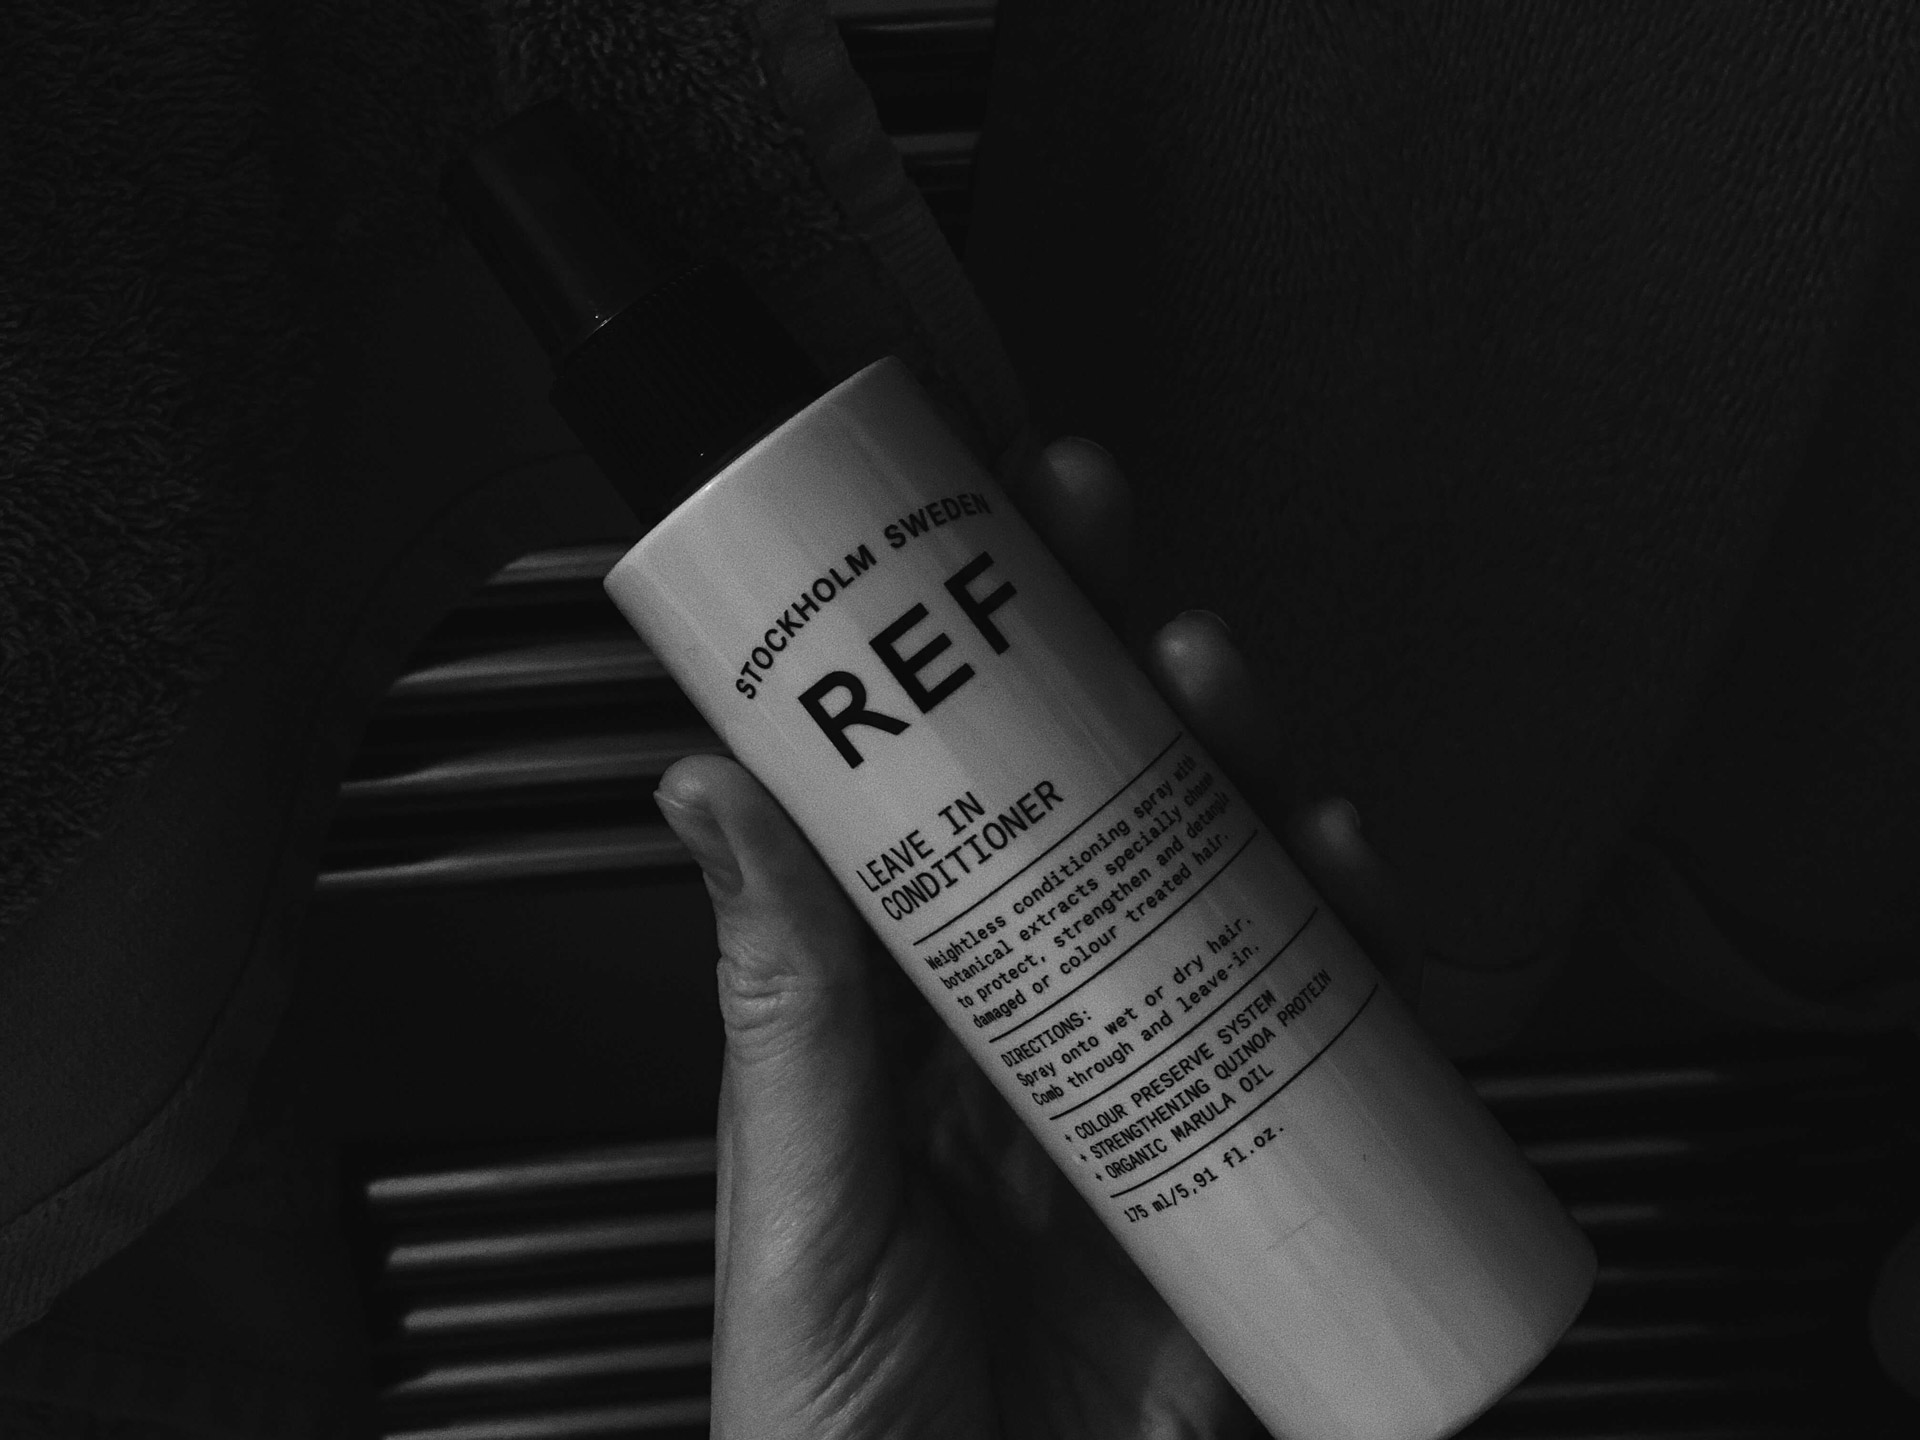 STOCKHOLM SWEDEN
REF
LEAVE IN
CONDITIONER
Weightless conditioning spray with
botanical extracts specially chosen
to protect, strengthen and detangle
damaged or colour treated hair.
DIRECTIONS:
Spray onto wet or dry hair.
Comb through and leave-in.
+ COLOUR PRESERVE SYSTEM
+ STRENGTHENING QUINOA PROTEIN
+ ORGANIC MARULA OIL
175 ml/5,91 fl.oz.